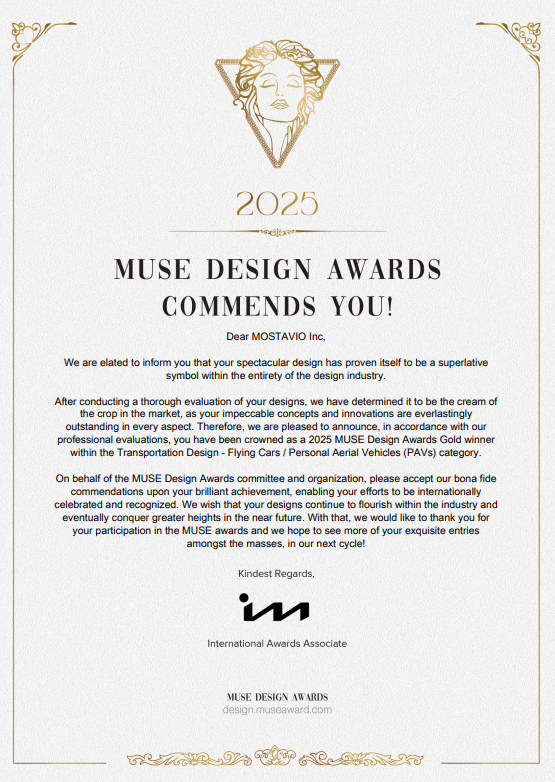 2025
MUSE DESIGN AWARDS
COMMENDS YOU!
Dear MOSTAVIO Inc,
We are elated to inform you that your spectacular design has proven itself to be a superlative
symbol within the entirety of the design industry.
After conducting a thorough evaluation of your designs, we have determined it to be the cream of
the crop in the market, as your impeccable concepts and innovations are everlastingly
outstanding in every aspect. Therefore, we are pleased to announce, in accordance with our
professional evaluations, you have been crowned as a 2025 MUSE Design Awards Gold winner
within the Transportation Design - Flying Cars / Personal Aerial Vehicles (PAVs) category.
On behalf of the MUSE Design Awards committee and organization, please accept our bona fide
commendations upon your brilliant achievement, enabling your efforts to be internationally
celebrated and recognized. We wish that your designs continue to flourish within the industry and
eventually conquer greater heights in the near future. With that, we would like to thank you for
your participation in the MUSE awards and we hope to see more of your exquisite entries
amongst the masses, in our next cycle!
Kindest Regards,
International Awards Associate
MUSE DESIGN AWARDS
design.museaward.com